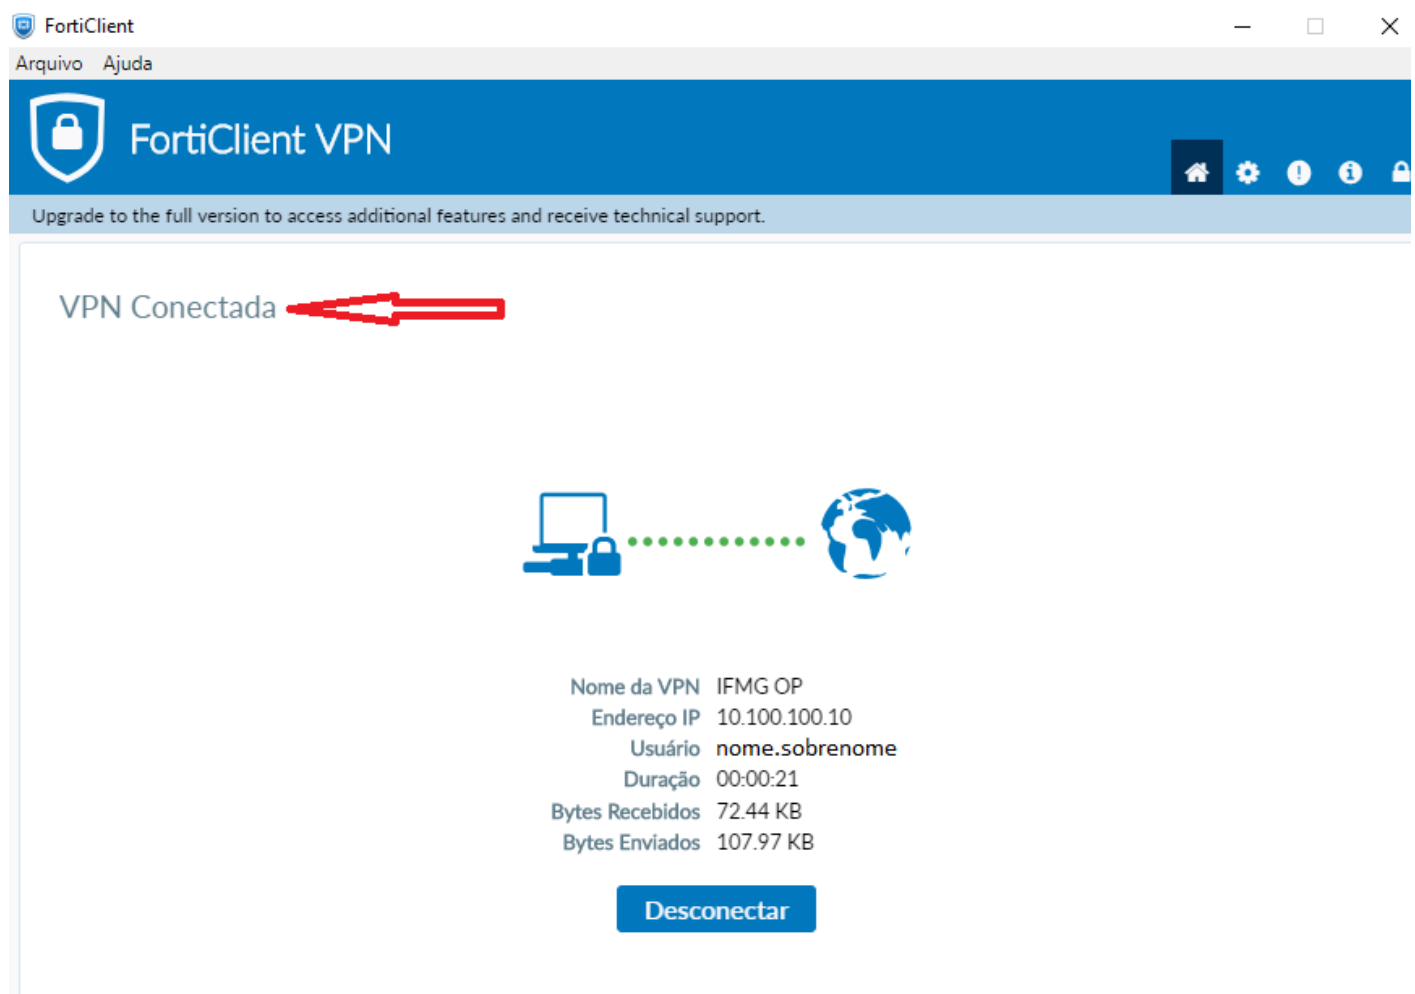 FortiClient
Arquivo Ajuda
FortiClient VPN
Upgrade to the full version to access additional features and receive technical support.
VPN Conectada
Nome da VPN IFMG OP
Endereço IP 10.100.100.10
Usuário nome.sobrenome
Duração 00:00:21
Bytes Recebidos 72.44 KB
Bytes Enviados 107.97 KB
Desconectar